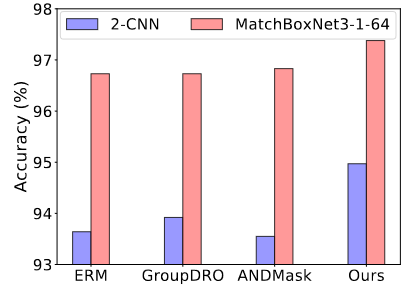 98
2-CNN MatchBoxNet3-1-64
97
96
95
94
93
Accuracy (%)
ERM GroupDRO ANDMask Ours